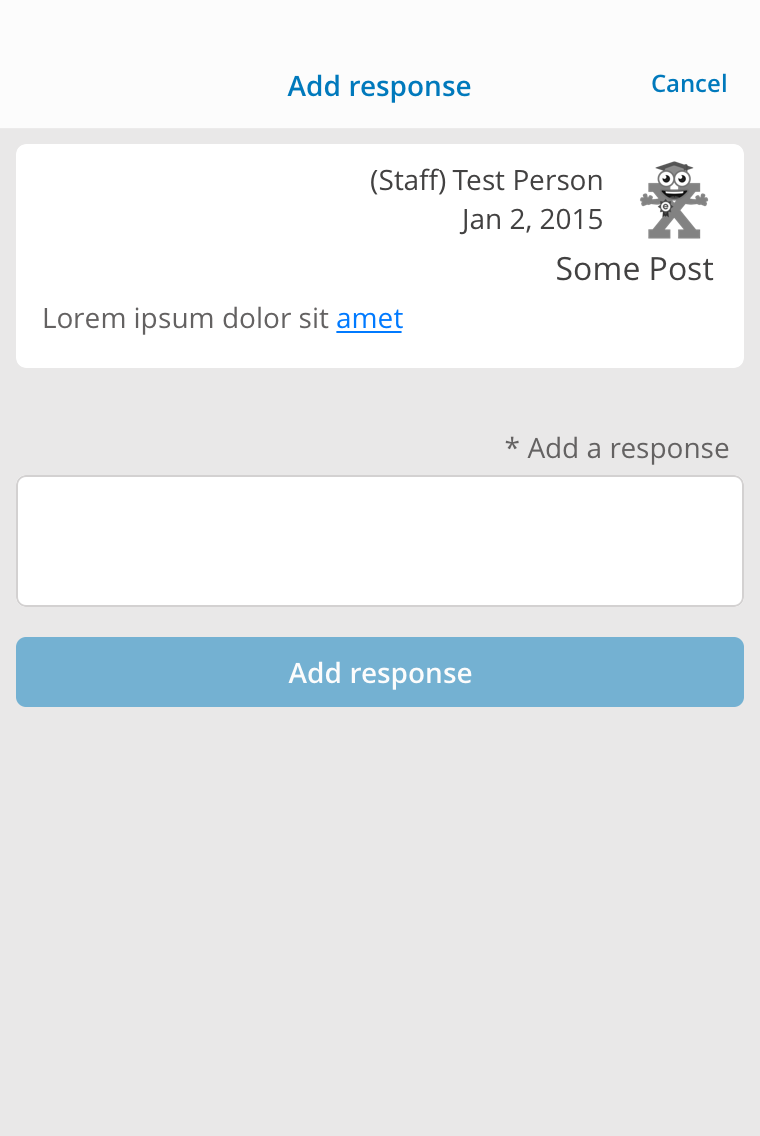 Add response
Cancel
(Staff) Test Person
Jan 2, 2015
Some Post
Lorem ipsum dolor sit amet
* Add a response
Add response